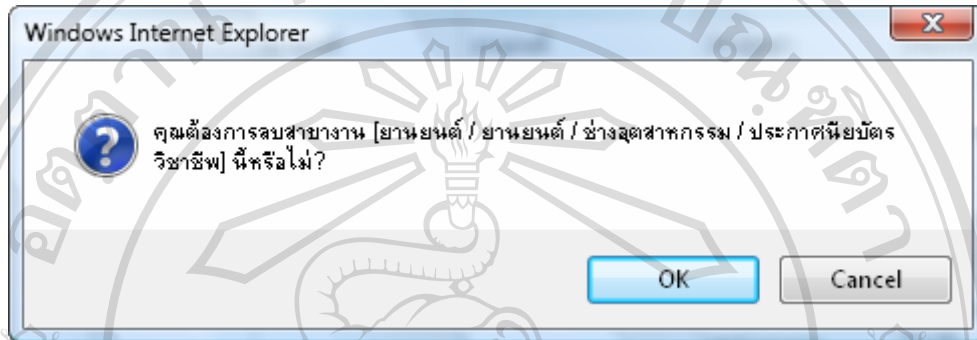 Windows Internet Explorer
คุณต้องการลบสาขางาน [ยานยนต์ / ยานยนต์ / ช่างอุตสาหกรรม / ประกาศนียบัตร
วิชาชีพ] นี้หรือไม่?
OK
Cancel